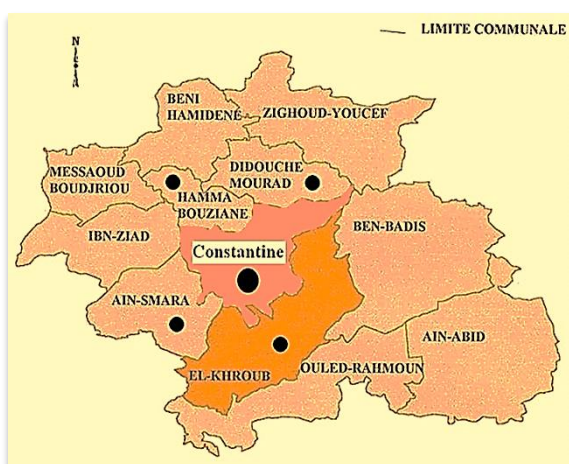 LIMITE COMMUNALE
N
BENI
HAMIDENÉ
ZIGHOUD-YOUCEF
MESSAOUD
BOUDJRIOU
DIDOUCHE
MOURAD
HAMMA
BOUZIANE
IBN-ZIAD
BEN-BADIS
Constantine
AIN-SMARA
AIN-ABID
EL-KHROUB
OULED-RAHMOUN